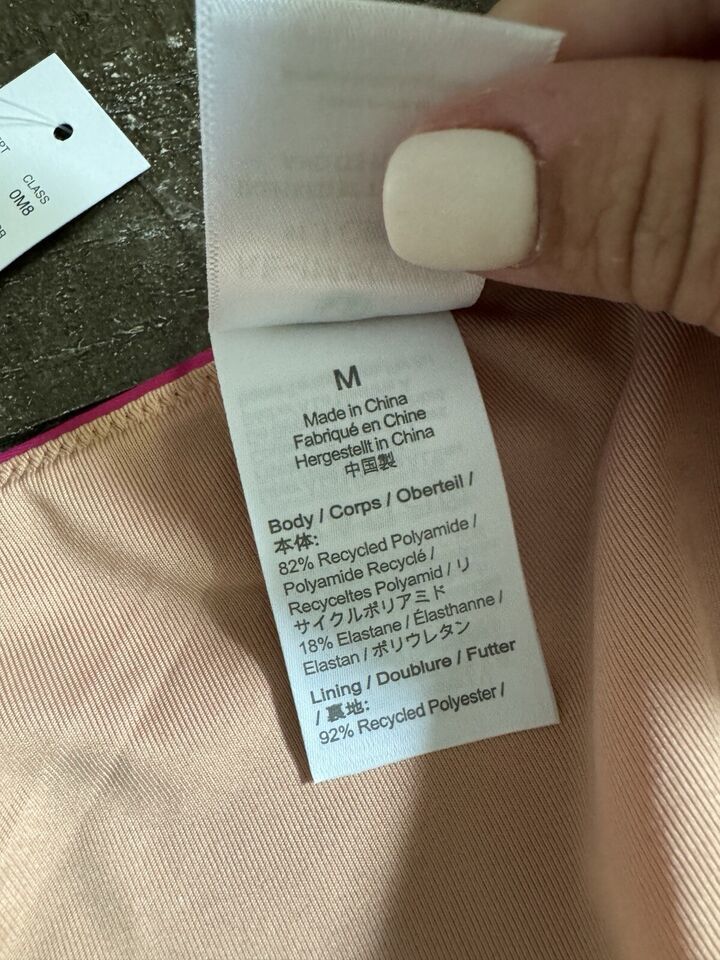 CLASS
0M8
M
Made in China
Fabriqué en Chine
Hergestellt in China
中国製
Body / Corps / Oberteil /
本体:
82% Recycled Polyamide /
Polyamide Recyclé /
Recyceltes Polyamid / リ
サイクルポリアミド
18% Elastane / Élasthanne /
Elastan / ポリウレタン
Lining / Doublure / Futter
/ 裏地:
92% Recycled Polyester /